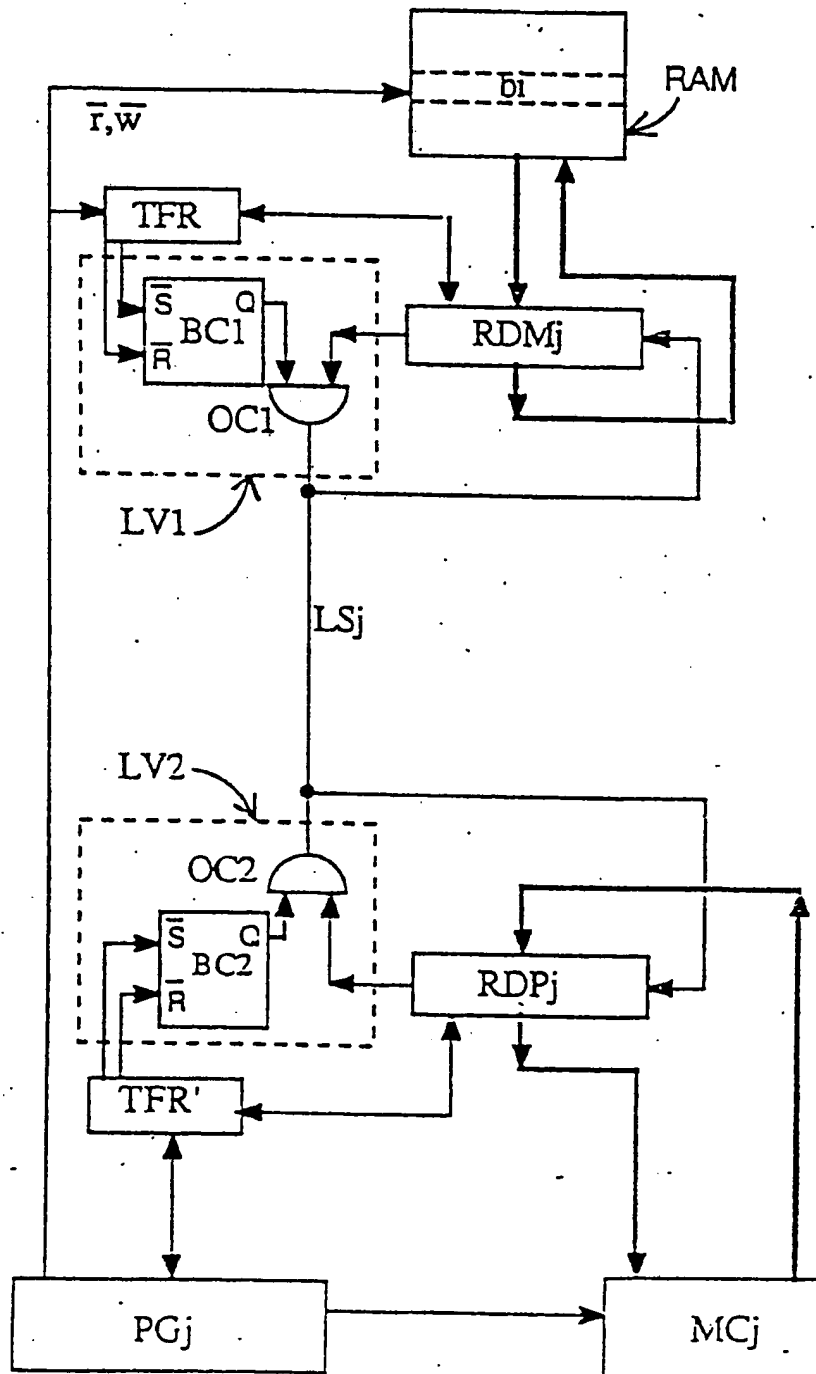 bi
RAM
r̅,w̅
TFR
S̅ Q
BC1
R̅
RDMj
OC1
LV1
LSj
LV2
OC2
S̅ Q
BC2
R̅
RDPj
TFR'
PGj
MCj